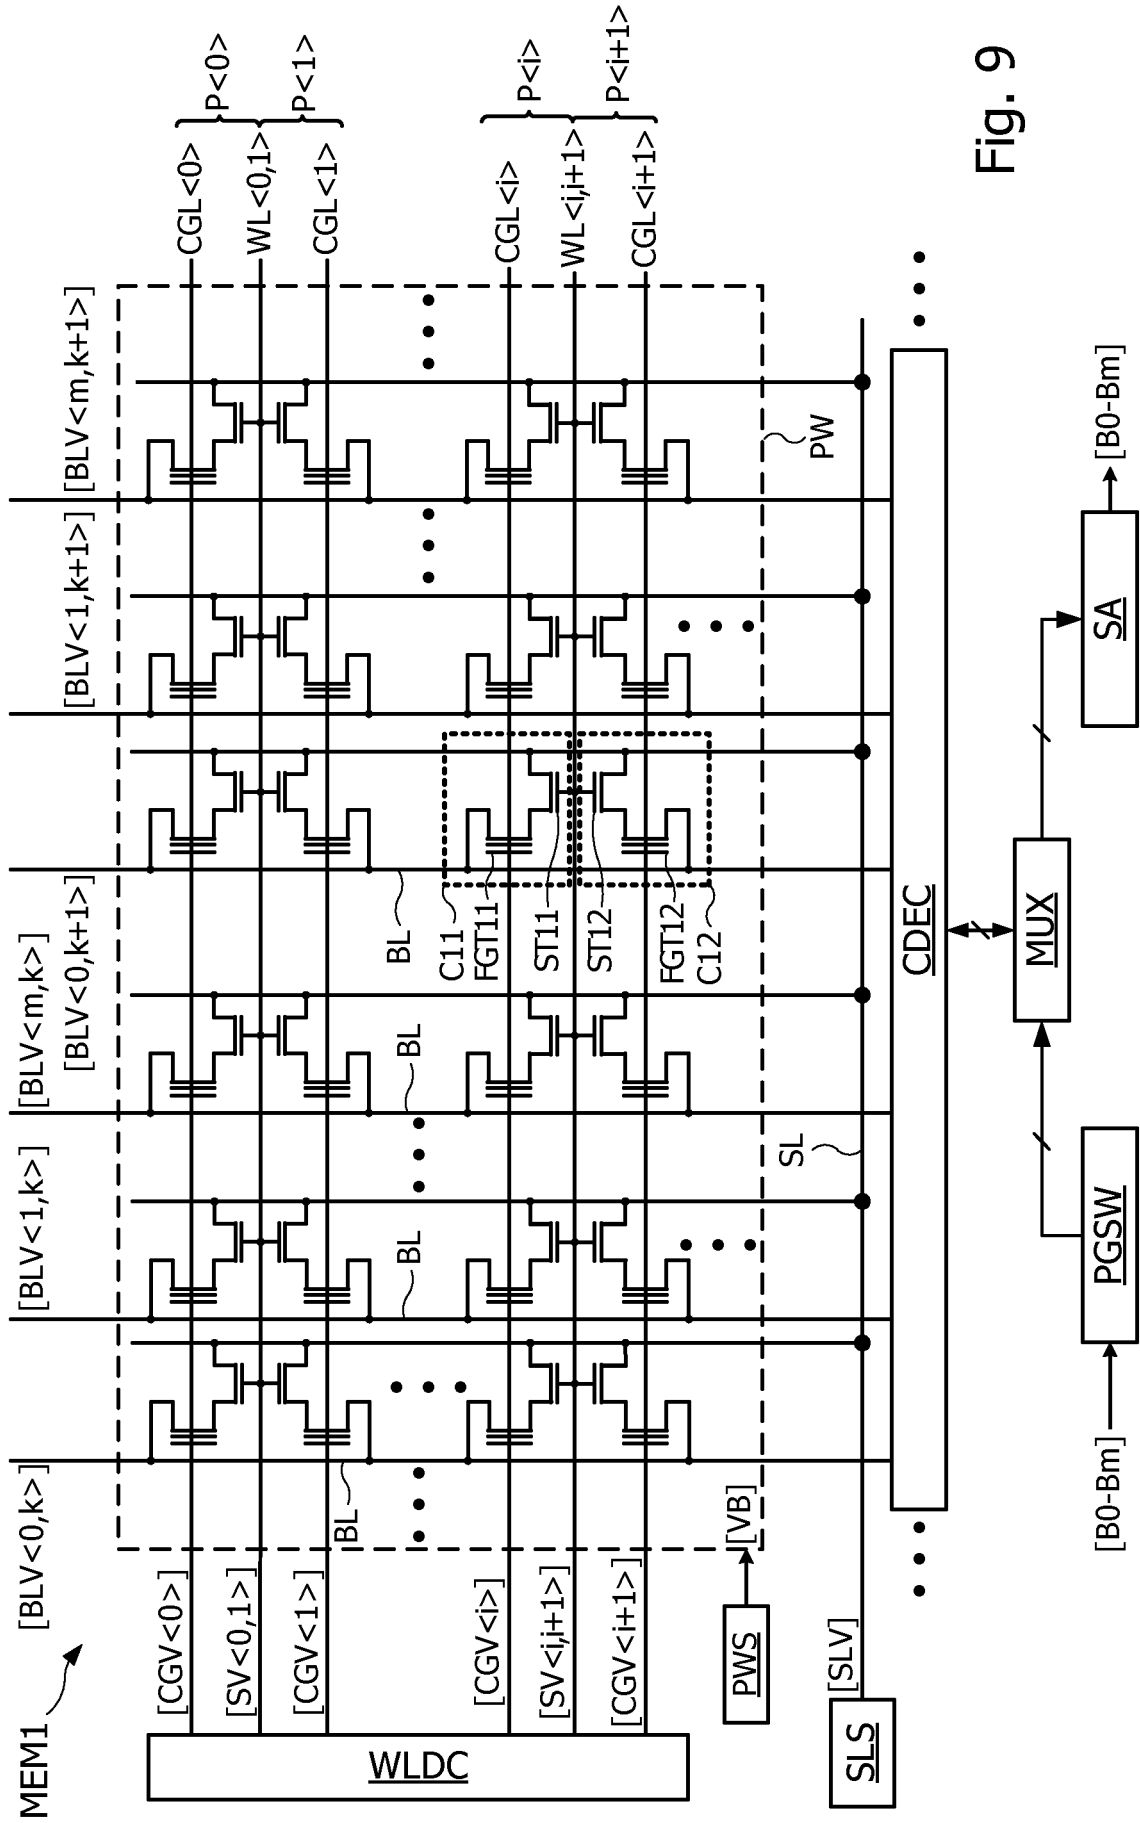 MEM1
[BLV<0,k>]
[BLV<1,k>]
[BLV<m,k>]
[BLV<0,k+1>]
[BLV<1,k+1>]
[BLV<m,k+1>]
[CGV<0>]
CGL<0>
P<0>
[SV<0,1>]
WL<0,1>
[CGV<1>]
CGL<1>
P<1>
BL
BL
BL
BL
WLDC
C11
FGT11
ST11
ST12
FGT12
C12
[CGV<i>]
CGL<i>
P<i>
[SV<i,i+1>]
WL<i,i+1>
[CGV<i+1>]
CGL<i+1>
P<i+1>
PWS
[VB]
PW
SLS
[SLV]
SL
CDEC
MUX
[B0-Bm]
PGSW
SA
[B0-Bm]
Fig. 9